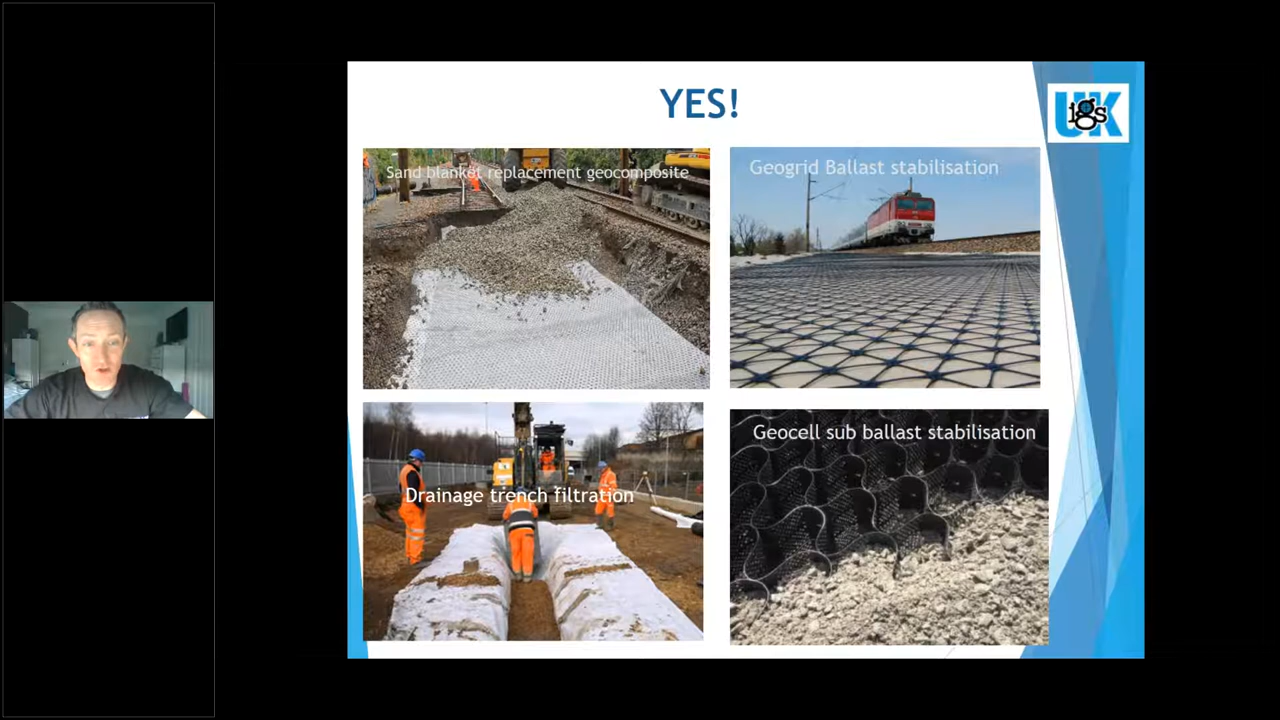 YES!
UK
igs
Sand blanket replacement geocomposite
Geogrid Ballast stabilisation
Drainage trench filtration
Geocell sub ballast stabilisation